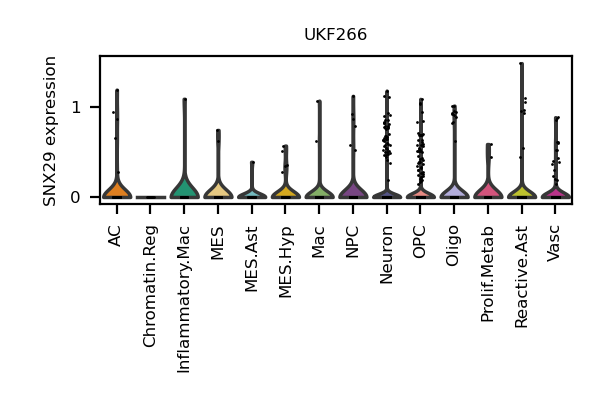 UKF266
SNX29 expression
1
0
AC
Chromatin.Reg
Inflammatory.Mac
MES
MES.Ast
MES.Hyp
Mac
NPC
Neuron
OPC
Oligo
Prolif.Metab
Reactive.Ast
Vasc